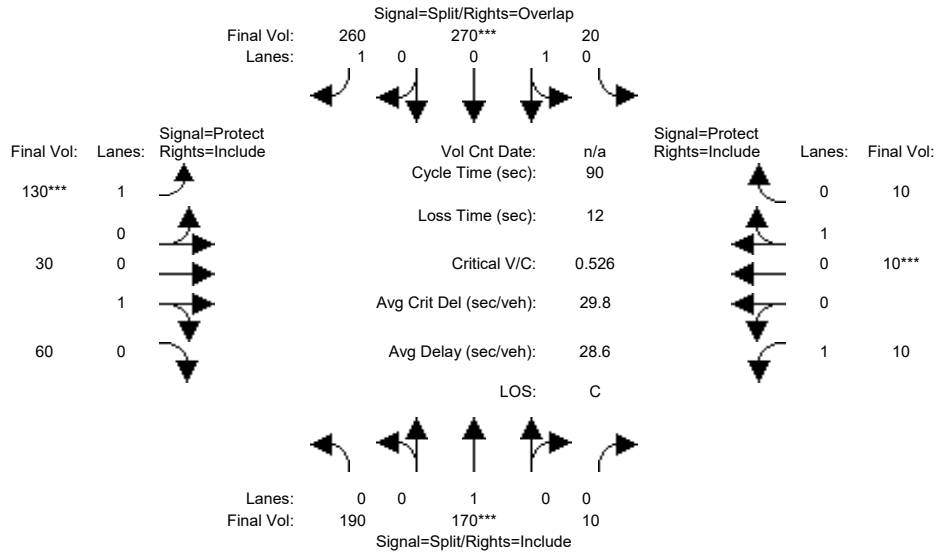 Signal=Split/Rights=Overlap
Final Vol: 260 270*** 20
Lanes: 1 0 0 1 0
Signal=Protect Signal=Protect
Final Vol: Lanes: Rights=Include Vol Cnt Date: n/a Rights=Include Lanes: Final Vol:
Cycle Time (sec): 90
130*** 1 0 10
Loss Time (sec): 12
0 1
30 0 Critical V/C: 0.526 0 10***
1 Avg Crit Del (sec/veh): 29.8 0
60 0 Avg Delay (sec/veh): 28.6 1 10
LOS: C
Lanes: 0 0 1 0 0
Final Vol: 190 170*** 10
Signal=Split/Rights=Include